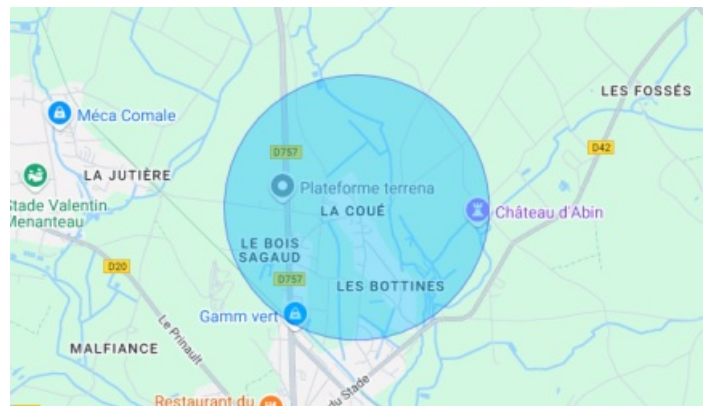 LES FOSSÉS
Méca Comale
D42
D757
LA JUTIÈRE
Plateforme terrena
Stade Valentin
Menanteau
LA COUÉ
Château d'Abin
LE BOIS
SAGAUD
D20
D757
LES BOTTINES
Gamm vert
Le Prinault
MALFIANCE
du Stade
Restaurant du